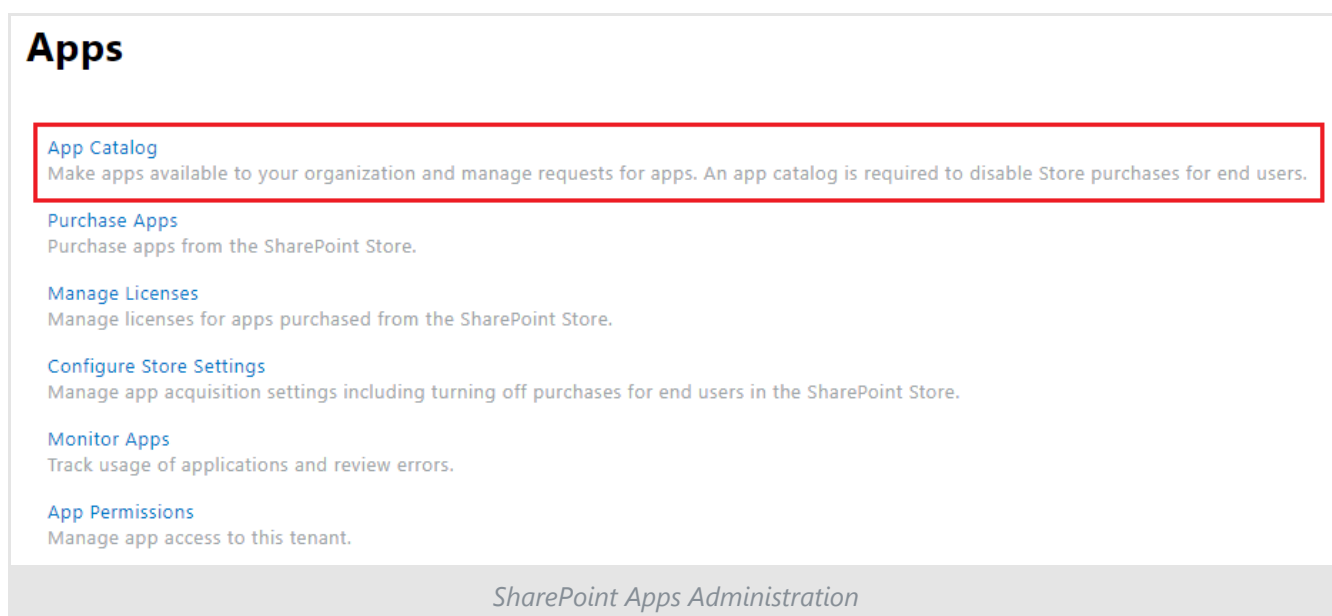 Apps
App Catalog
Make apps available to your organization and manage requests for apps. An app catalog is required to disable Store purchases for end users.
Purchase Apps
Purchase apps from the SharePoint Store.
Manage Licenses
Manage licenses for apps purchased from the SharePoint Store.
Configure Store Settings
Manage app acquisition settings including turning off purchases for end users in the SharePoint Store.
Monitor Apps
Track usage of applications and review errors.
App Permissions
Manage app access to this tenant.
SharePoint Apps Administration